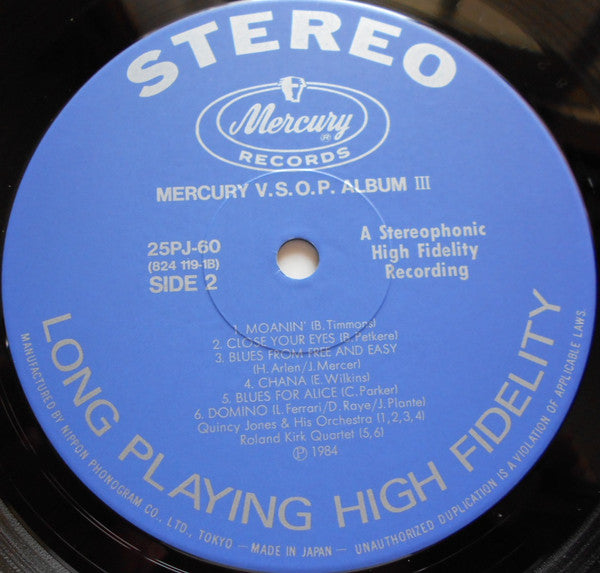 STEREO
Mercury
®
RECORDS
MERCURY V.S.O.P. ALBUM III
25PJ-60
(824 119-1B)
SIDE 2
A Stereophonic
High Fidelity
Recording
1. MOANIN' (B. Timmons)
2. CLOSE YOUR EYES (B. Petkere)
3. BLUES FROM FREE AND EASY
(H. Arlen/J. Mercer)
4. CHANA (E. Wilkins)
5. BLUES FOR ALICE (C. Parker)
6. DOMINO (L. Ferrari/D. Raye/J. Plante)
Quincy Jones & His Orchestra (1,2,3,4)
Roland Kirk Quartet (5,6)
Ⓟ 1984
LONG PLAYING HIGH FIDELITY
MANUFACTURED BY NIPPON PHONOGRAM CO., LTD., TOKYO – MADE IN JAPAN – UNAUTHORIZED DUPLICATION IS A VIOLATION OF APPLICABLE LAWS.